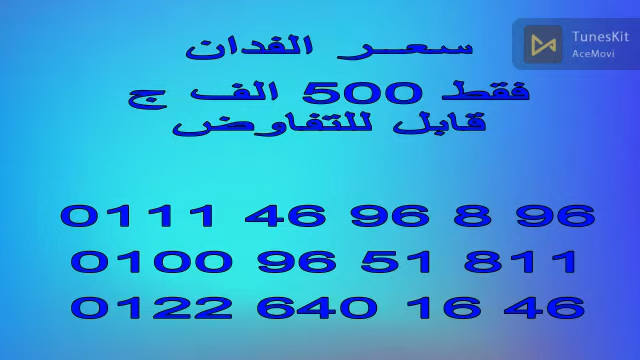 TunesKit
AceMovi
سعر الفدان
فقط 500 الف ج
قابل للتفاوض
0111 46 96 8 96
0100 96 51 811
0122 640 16 46